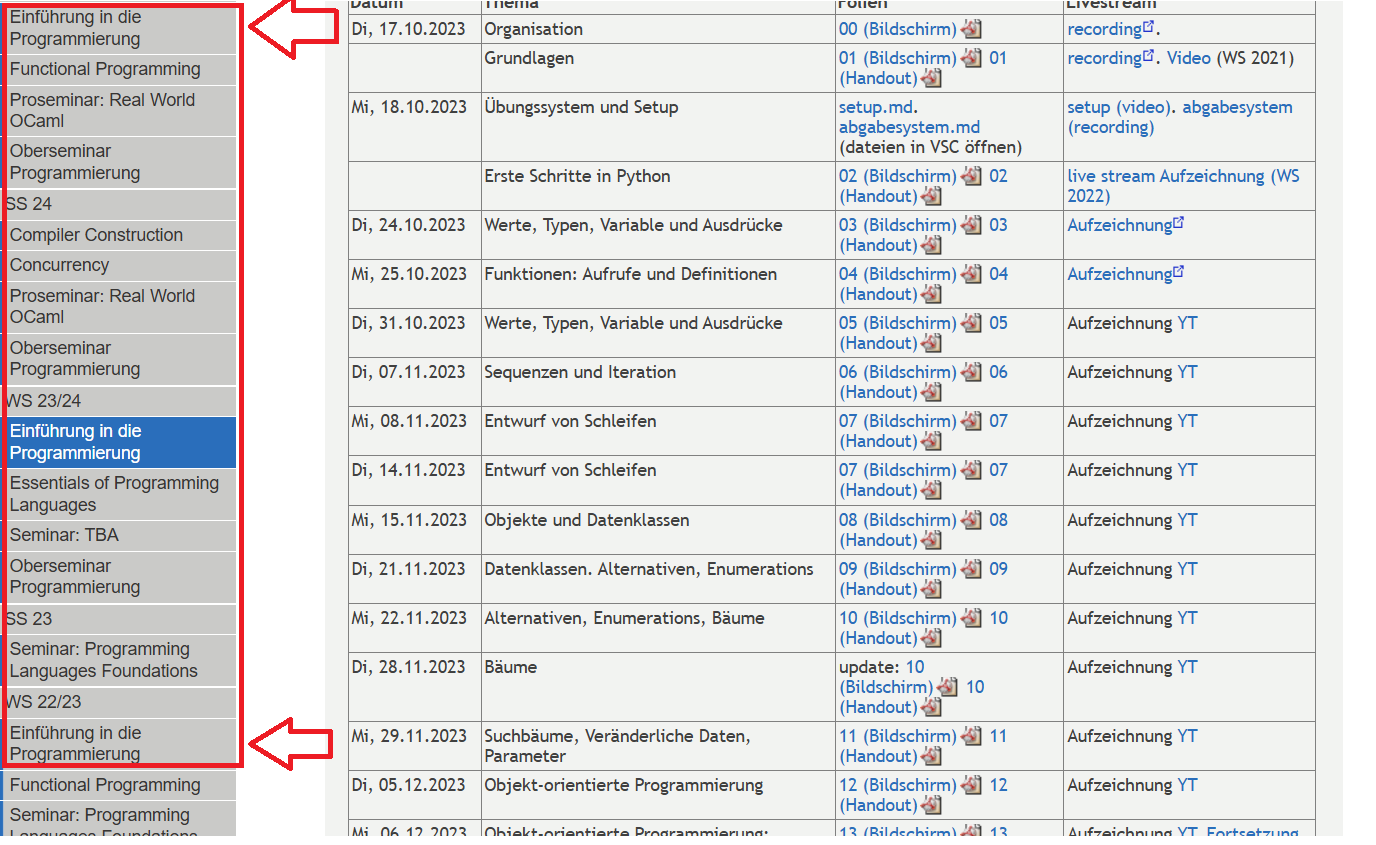 Einführung in die
Programmierung
Functional Programming
Proseminar: Real World
OCaml
Oberseminar
Programmierung
SS 24
Compiler Construction
Concurrency
Proseminar: Real World
OCaml
Oberseminar
Programmierung
WS 23/24
Einführung in die
Programmierung
Essentials of Programming
Languages
Seminar: TBA
Oberseminar
Programmierung
SS 23
Seminar: Programming
Languages Foundations
WS 22/23
Einführung in die
Programmierung
Functional Programming
Seminar: Programming
Languages Foundations
Datum Thema Folien Livestream
Di, 17.10.2023 Organisation 00 (Bildschirm) recording.
Grundlagen 01 (Bildschirm) 01 recording. Video (WS 2021)
(Handout)
Mi, 18.10.2023 Übungssystem und Setup setup.md. setup (video). abgabesystem
abgabesystem.md (recording)
(dateien in VSC öffnen)
Erste Schritte in Python 02 (Bildschirm) 02 live stream Aufzeichnung (WS
(Handout) 2022)
Di, 24.10.2023 Werte, Typen, Variable und Ausdrücke 03 (Bildschirm) 03 Aufzeichnung
(Handout)
Mi, 25.10.2023 Funktionen: Aufrufe und Definitionen 04 (Bildschirm) 04 Aufzeichnung
(Handout)
Di, 31.10.2023 Werte, Typen, Variable und Ausdrücke 05 (Bildschirm) 05 Aufzeichnung YT
(Handout)
Di, 07.11.2023 Sequenzen und Iteration 06 (Bildschirm) 06 Aufzeichnung YT
(Handout)
Mi, 08.11.2023 Entwurf von Schleifen 07 (Bildschirm) 07 Aufzeichnung YT
(Handout)
Di, 14.11.2023 Entwurf von Schleifen 07 (Bildschirm) 07 Aufzeichnung YT
(Handout)
Mi, 15.11.2023 Objekte und Datenklassen 08 (Bildschirm) 08 Aufzeichnung YT
(Handout)
Di, 21.11.2023 Datenklassen. Alternativen, Enumerations 09 (Bildschirm) 09 Aufzeichnung YT
(Handout)
Mi, 22.11.2023 Alternativen, Enumerations, Bäume 10 (Bildschirm) 10 Aufzeichnung YT
(Handout)
Di, 28.11.2023 Bäume update: 10 Aufzeichnung YT
(Bildschirm) 10
(Handout)
Mi, 29.11.2023 Suchbäume, Veränderliche Daten, 11 (Bildschirm) 11 Aufzeichnung YT
Parameter (Handout)
Di, 05.12.2023 Objekt-orientierte Programmierung 12 (Bildschirm) 12 Aufzeichnung YT
(Handout)
Mi, 06.12.2023 Objekt-orientierte Programmierung: 13 (Bildschirm) 13 Aufzeichnung YT, Fortsetzung